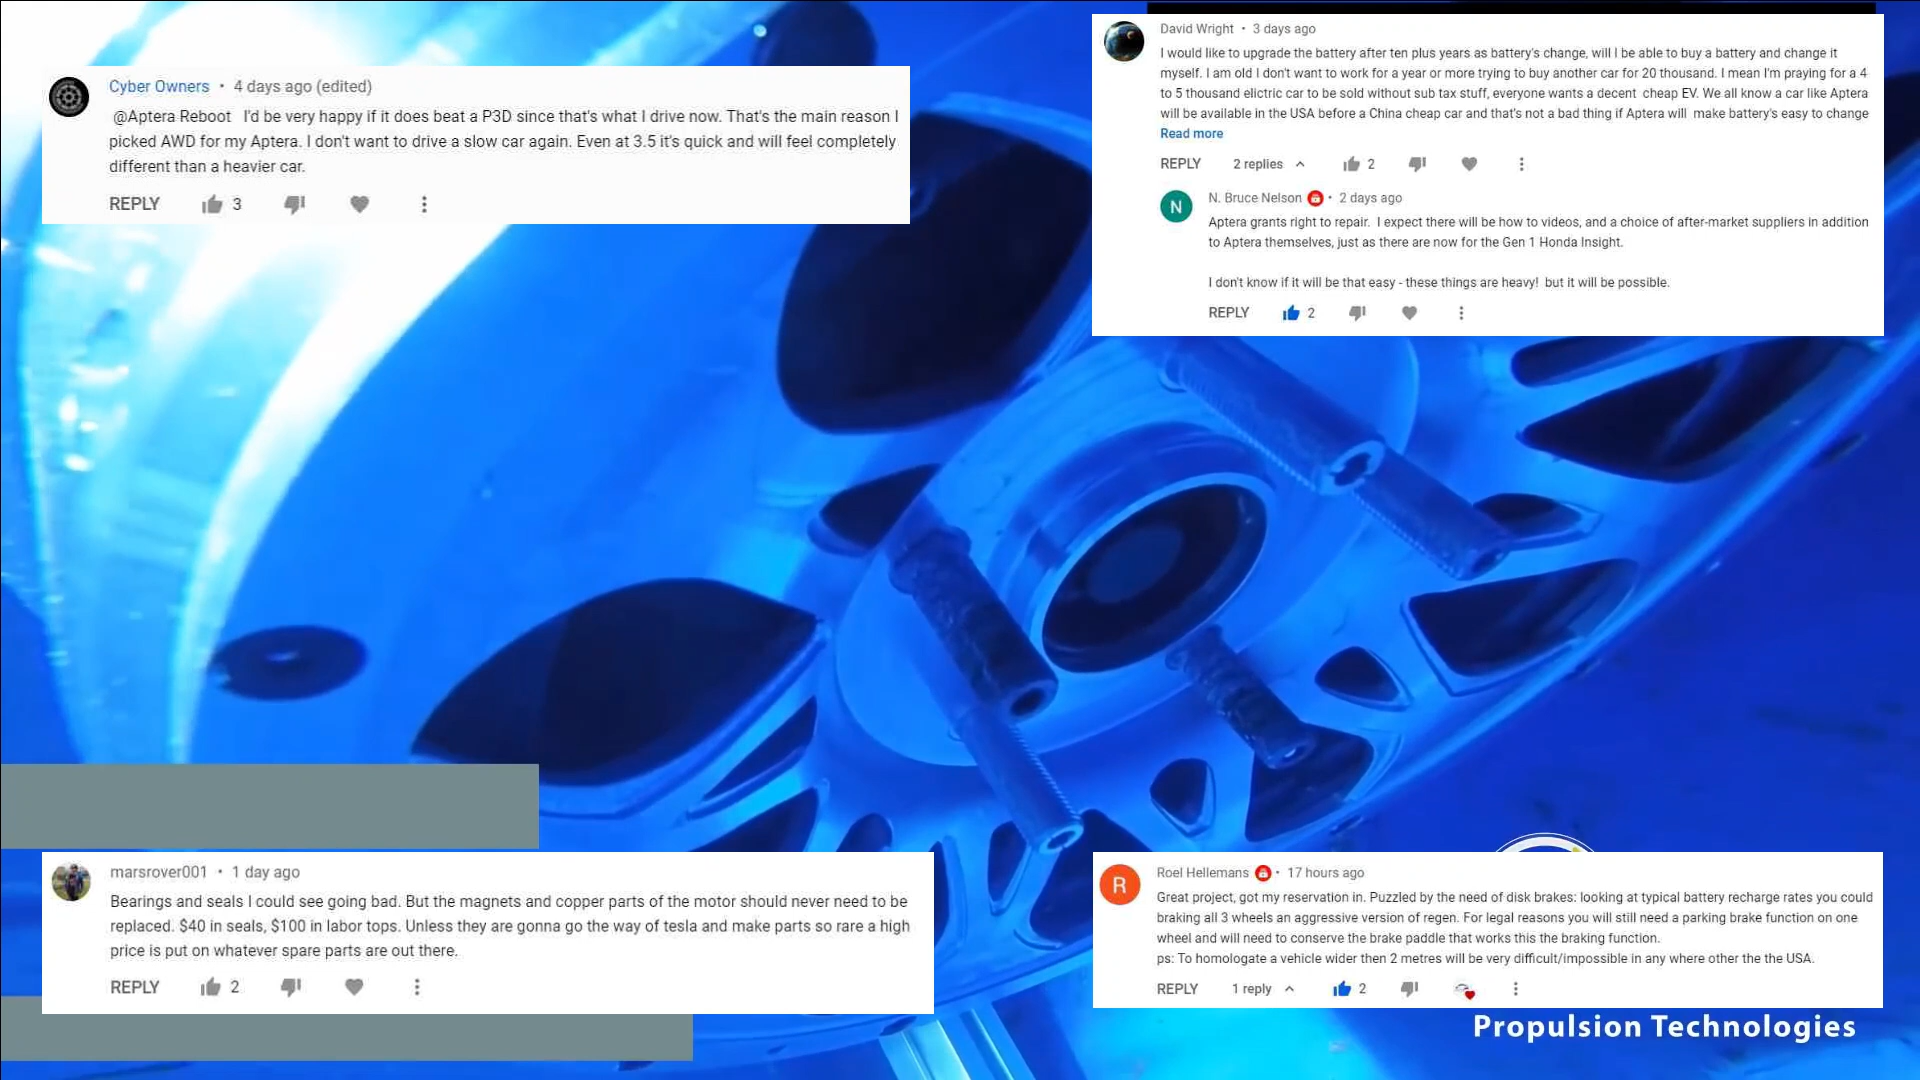 Cyber Owners • 4 days ago (edited)
@Aptera Reboot I'd be very happy if it does beat a P3D since that's what I drive now. That's the main reason I
picked AWD for my Aptera. I don't want to drive a slow car again. Even at 3.5 it's quick and will feel completely
different than a heavier car.
REPLY 3
David Wright • 3 days ago
I would like to upgrade the battery after ten plus years as battery's change, will I be able to buy a battery and change it
myself. I am old I don't want to work for a year or more trying to buy another car for 20 thousand. I mean I'm praying for a 4
to 5 thousand elictric car to be sold without sub tax stuff, everyone wants a decent cheap EV. We all know a car like Aptera
will be available in the USA before a China cheap car and that's not a bad thing if Aptera will make battery's easy to change
Read more
REPLY 2 replies 2
N
N. Bruce Nelson • 2 days ago
Aptera grants right to repair. I expect there will be how to videos, and a choice of after-market suppliers in addition
to Aptera themselves, just as there are now for the Gen 1 Honda Insight.
I don't know if it will be that easy - these things are heavy! but it will be possible.
REPLY 2
marsrover001 • 1 day ago
Bearings and seals I could see going bad. But the magnets and copper parts of the motor should never need to be
replaced. $40 in seals, $100 in labor tops. Unless they are gonna go the way of tesla and make parts so rare a high
price is put on whatever spare parts are out there.
REPLY 2
R
Roel Hellemans • 17 hours ago
Great project, got my reservation in. Puzzled by the need of disk brakes: looking at typical battery recharge rates you could
braking all 3 wheels an aggressive version of regen. For legal reasons you will still need a parking brake function on one
wheel and will need to conserve the brake paddle that works this the braking function.
ps: To homologate a vehicle wider then 2 metres will be very difficult/impossible in any where other the the USA.
REPLY 1 reply 2
Propulsion Technologies